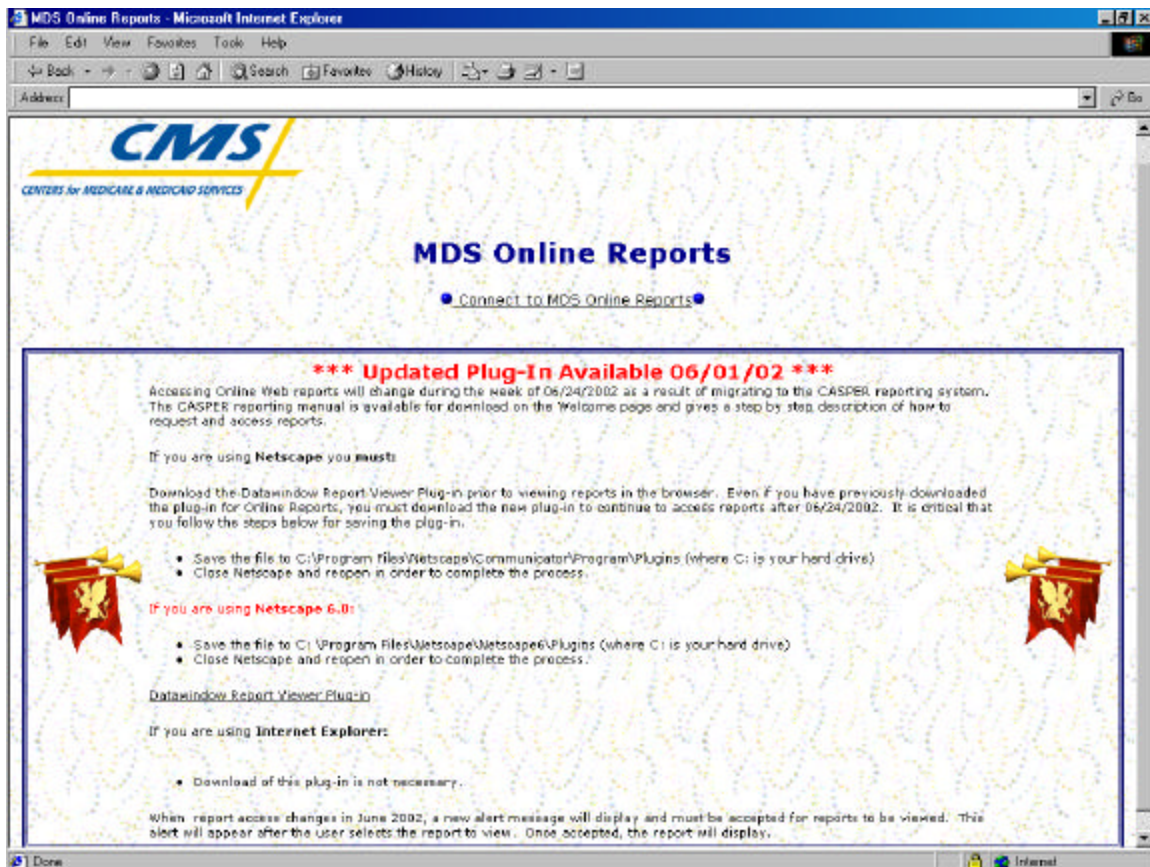 MDS Online Reports - Microsoft Internet Explorer
File Edit View Favorites Tools Help
Back Search Favorites History
Address Go
CMS
CENTERS for MEDICARE & MEDICAID SERVICES
MDS Online Reports
Connect to MDS Online Reports
*** Updated Plug-In Available 06/01/02 ***
Accessing Online Web reports will change during the week of 06/24/2002 as a result of migrating to the CASPER reporting system.
The CASPER reporting manual is available for download on the Welcome page and gives a step by step description of how to
request and access reports.
If you are using Netscape you must:
Download the Datawindow Report Viewer Plug-in prior to viewing reports in the browser. Even if you have previously downloaded
the plug-in for Online Reports, you must download the new plug-in to continue to access reports after 06/24/2002. It is critical that
you follow the steps below for saving the plug-in.
• Save the file to C:\Program Files\Netscape\Communicator\Program\Plugins (where C: is your hard drive)
• Close Netscape and reopen in order to complete the process.
If you are using Netscape 6.0:
• Save the file to C: \Program Files\Netscape\Netscape6\Plugins (where C: is your hard drive)
• Close Netscape and reopen in order to complete the process.
Datawindow Report Viewer Plug-in
If you are using Internet Explorer:
• Download of this plug-in is not necessary.
When report access changes in June 2002, a new alert message will display and must be accepted for reports to be viewed. This
alert will appear after the user selects the report to view. Once accepted, the report will display.
Done Internet